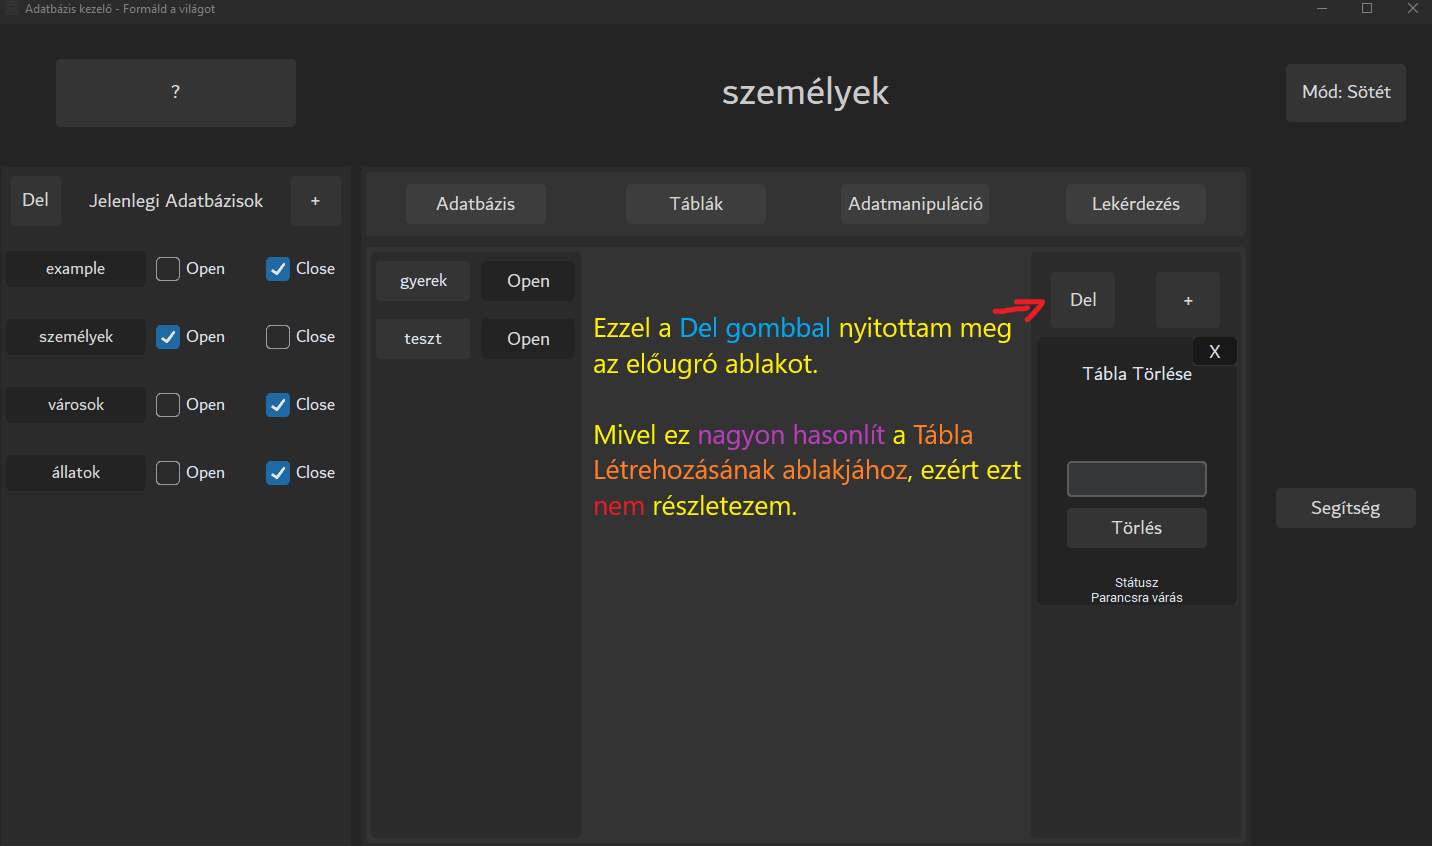 Adatbázis kezelő - Formáld a világot
?
személyek
Mód: Sötét
Del
Jelenlegi Adatbázisok
+
example
Open
Close
személyek
Open
Close
városok
Open
Close
állatok
Open
Close
Adatbázis
Táblák
Adatmanipuláció
Lekérdezés
gyerek
Open
teszt
Open
Ezzel a Del gombbal nyitottam meg
az előugró ablakot.
Mivel ez nagyon hasonlít a Tábla
Létrehozásának ablakjához, ezért ezt
nem részletezem.
Del
+
X
Tábla Törlése
Törlés
Státusz
Parancsra várás
Segítség